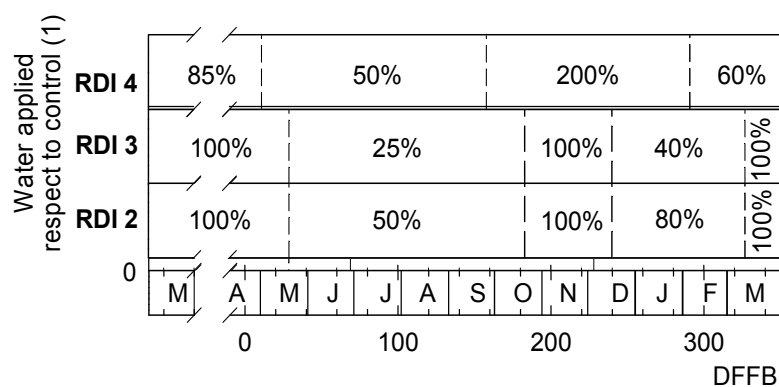 Water applied
respect to control (1)
RDI 4 85% 50% 200% 60%
RDI 3 100% 25% 100% 40% 100%
RDI 2 100% 50% 100% 80% 100%
0
M A M J J A S O N D J F M
0 100 200 300
DFFB